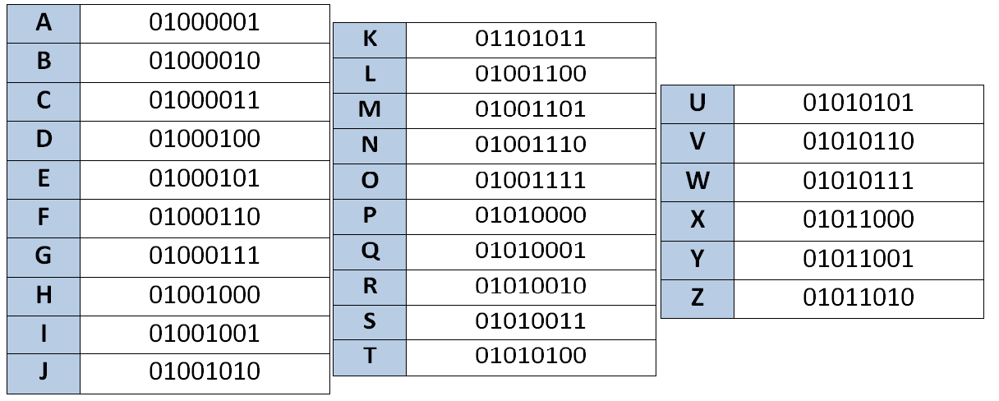 A 01000001
B 01000010
C 01000011
D 01000100
E 01000101
F 01000110
G 01000111
H 01001000
I 01001001
J 01001010
K 01101011
L 01001100
M 01001101
N 01001110
O 01001111
P 01010000
Q 01010001
R 01010010
S 01010011
T 01010100
U 01010101
V 01010110
W 01010111
X 01011000
Y 01011001
Z 01011010